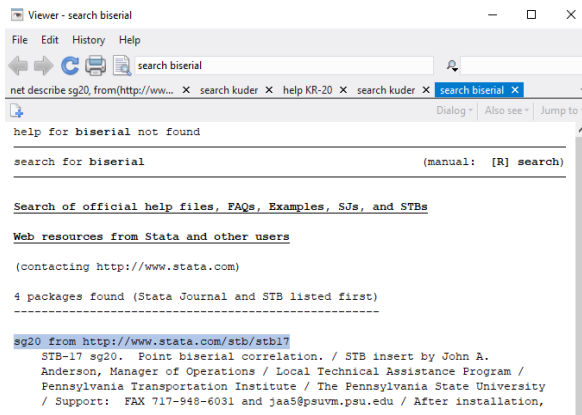 Viewer - search biserial
File Edit History Help
search biserial
net describe sg20, from(http://ww... X search kuder X help KR-20 X search kuder X search biserial X
Dialog Also see Jump to
help for biserial not found
search for biserial (manual: [R] search)
Search of official help files, FAQs, Examples, SJs, and STBs
Web resources from Stata and other users
(contacting http://www.stata.com)
4 packages found (Stata Journal and STB listed first)
----------------------------------------------------
sg20 from http://www.stata.com/stb/stb17
STB-17 sg20. Point biserial correlation. / STB insert by John A.
Anderson, Manager of Operations / Local Technical Assistance Program /
Pennsylvania Transportation Institute / The Pennsylvania State University
/ Support: FAX 717-948-6031 and jaa5@psuvm.psu.edu / After installation,